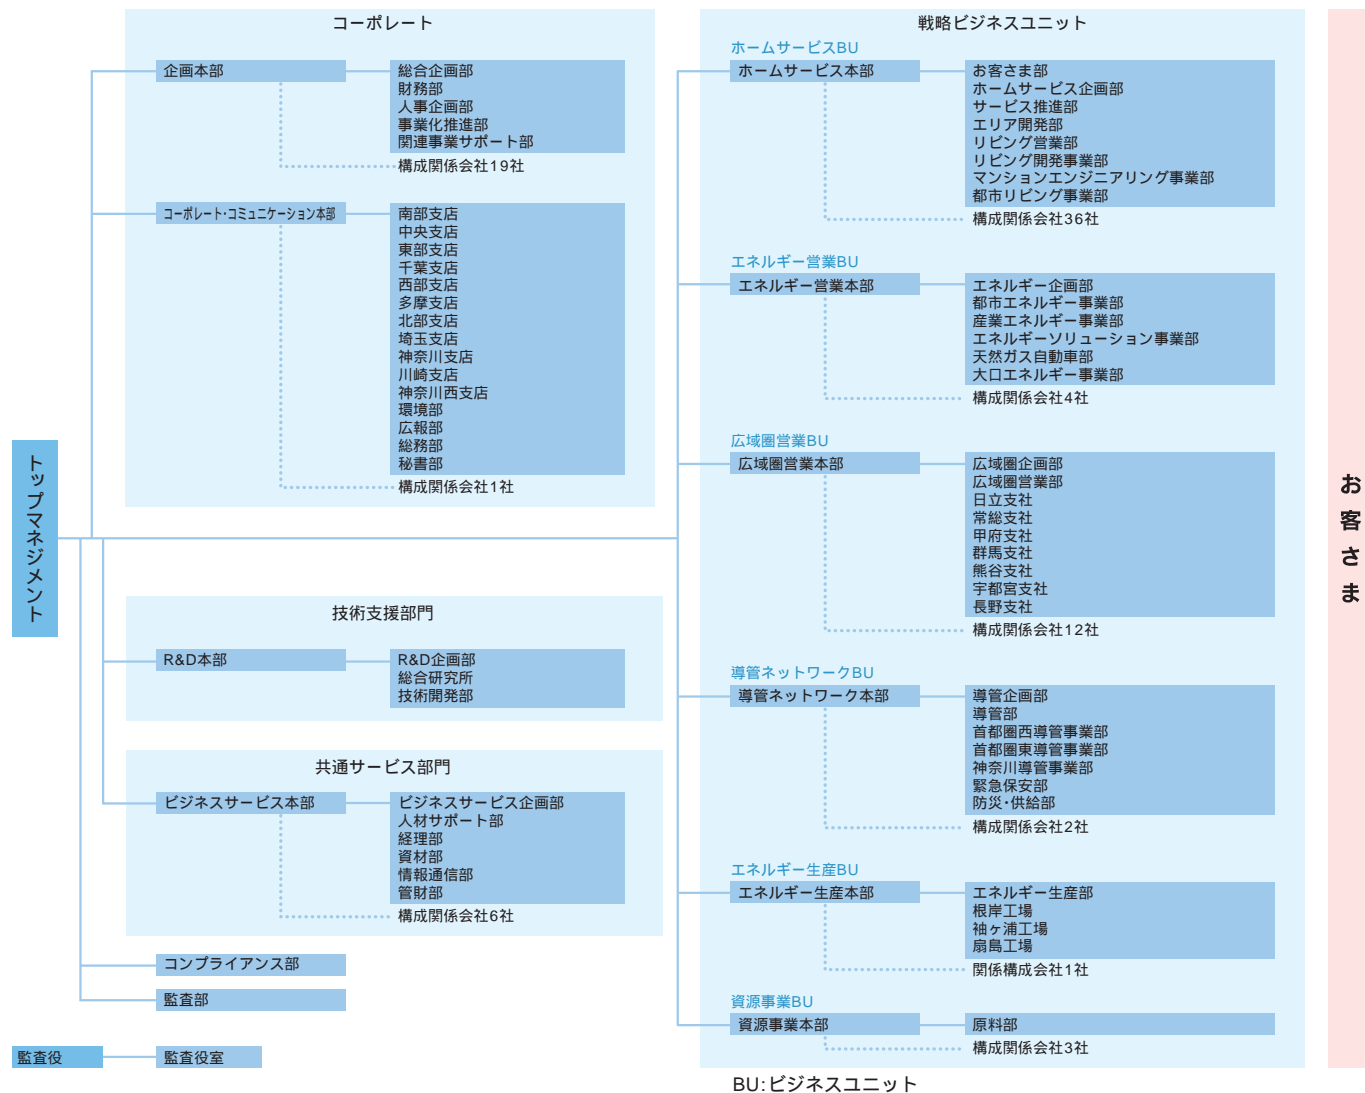 トップマネジメント
コーポレート
企画本部
総合企画部
財務部
人事企画部
事業化推進部
関連事業サポート部
構成関係会社19社
コーポレート・コミュニケーション本部
南部支店
中央支店
東部支店
千葉支店
西部支店
多摩支店
北部支店
埼玉支店
神奈川支店
川崎支店
神奈川西支店
環境部
広報部
総務部
秘書部
構成関係会社1社
技術支援部門
R&D本部
R&D企画部
総合研究所
技術開発部
共通サービス部門
ビジネスサービス本部
ビジネスサービス企画部
人材サポート部
経理部
資材部
情報通信部
管財部
構成関係会社6社
コンプライアンス部
監査部
監査役
監査役室
戦略ビジネスユニット
ホームサービスBU
ホームサービス本部
お客さま部
ホームサービス企画部
サービス推進部
エリア開発部
リビング営業部
リビング開発事業部
マンションエンジニアリング事業部
都市リビング事業部
構成関係会社36社
エネルギー営業BU
エネルギー営業本部
エネルギー企画部
都市エネルギー事業部
産業エネルギー事業部
エネルギーソリューション事業部
天然ガス自動車部
大口エネルギー事業部
構成関係会社4社
広域圏営業BU
広域圏営業本部
広域圏企画部
広域圏営業部
日立支社
常総支社
甲府支社
群馬支社
熊谷支社
宇都宮支社
長野支社
構成関係会社12社
導管ネットワークBU
導管ネットワーク本部
導管企画部
導管部
首都圏西導管事業部
首都圏東導管事業部
神奈川導管事業部
緊急保安部
防災・供給部
構成関係会社2社
エネルギー生産BU
エネルギー生産本部
エネルギー生産部
根岸工場
袖ヶ浦工場
扇島工場
関係構成会社1社
資源事業BU
資源事業本部
原料部
構成関係会社3社
BU:ビジネスユニット
お客さま